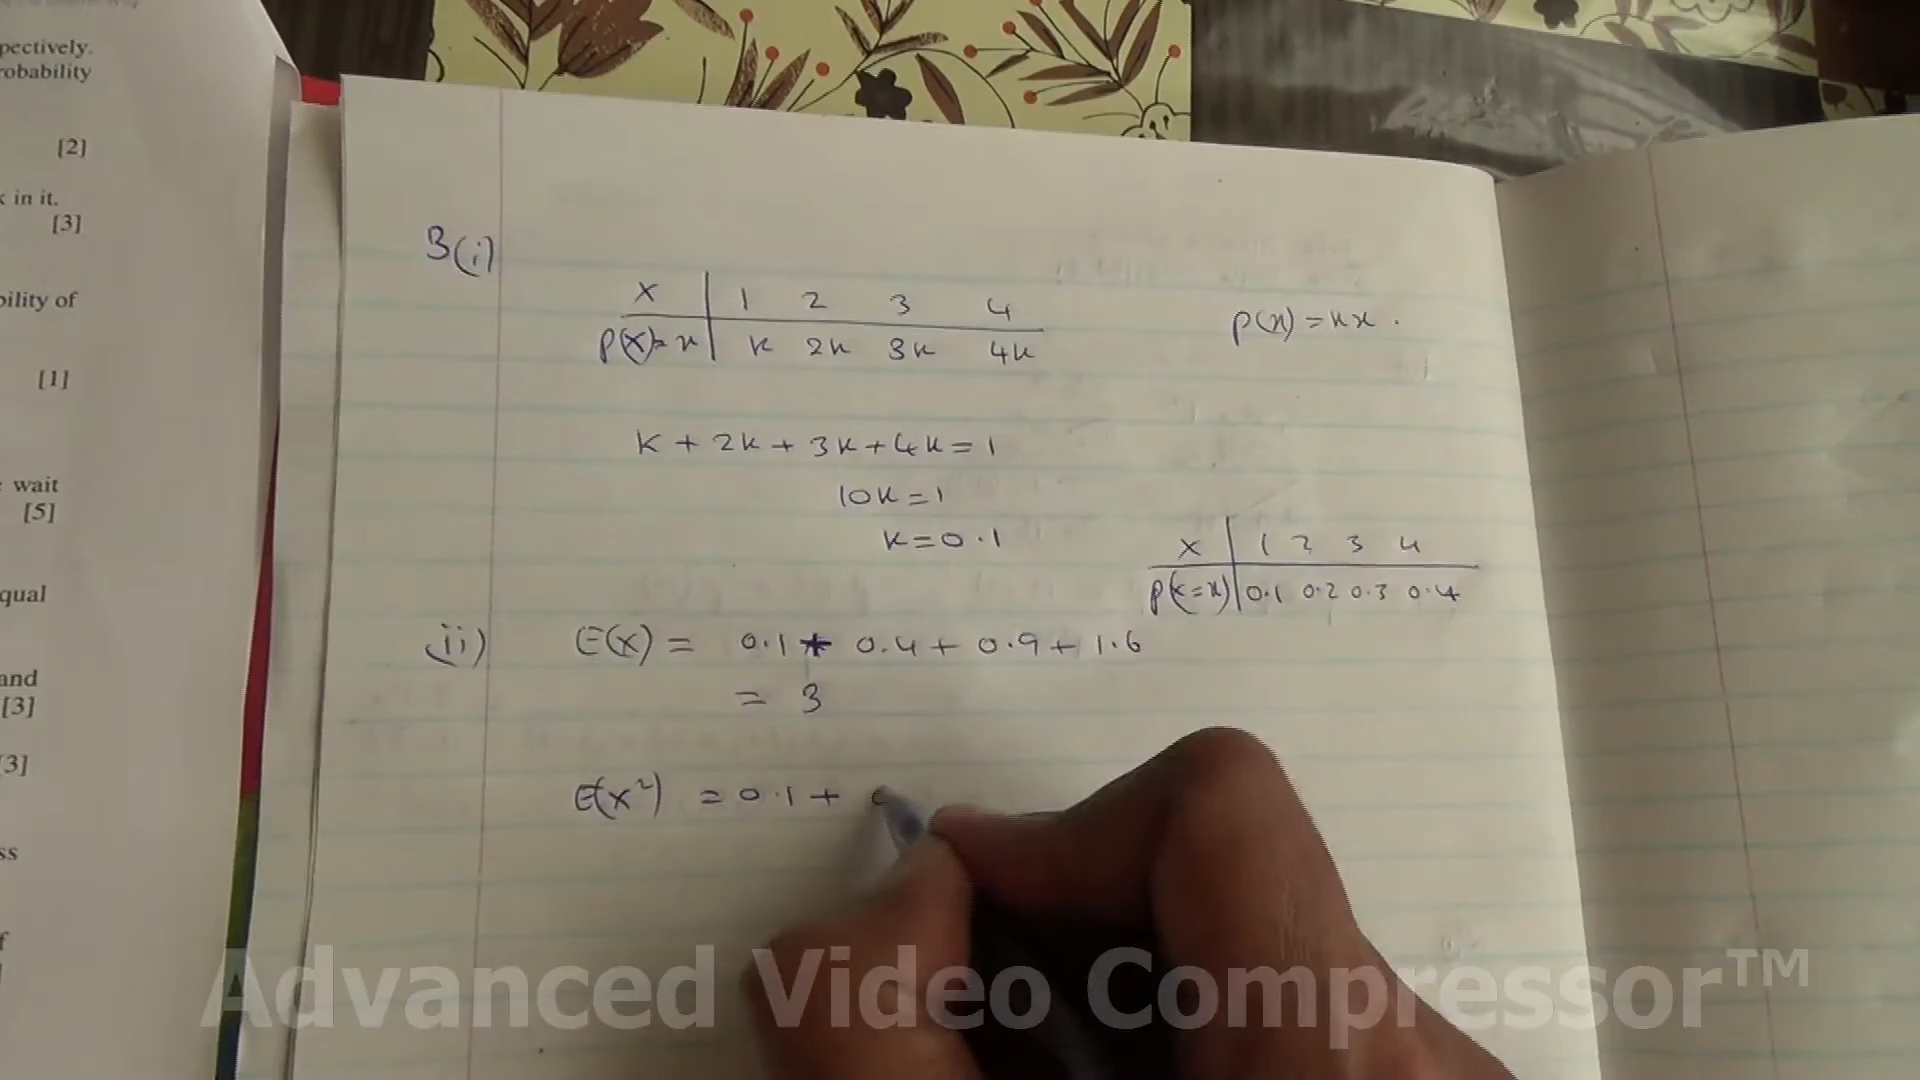 pectively.
robability
[2]
in it.
[3]
bility of
[1]
wait
[5]
qual
and
[3]
[3]
ss
f
3(i)
X | 1 2 3 4
P(X)=x | k 2k 3k 4k
P(x) = kx .
k + 2k + 3k + 4k = 1
10k = 1
k = 0.1
X | 1 2 3 4
P(X=x) | 0.1 0.2 0.3 0.4
(ii) E(X) = 0.1 + 0.4 + 0.9 + 1.6
= 3
E(X²) = 0.1 +
Advanced Video Compressor™